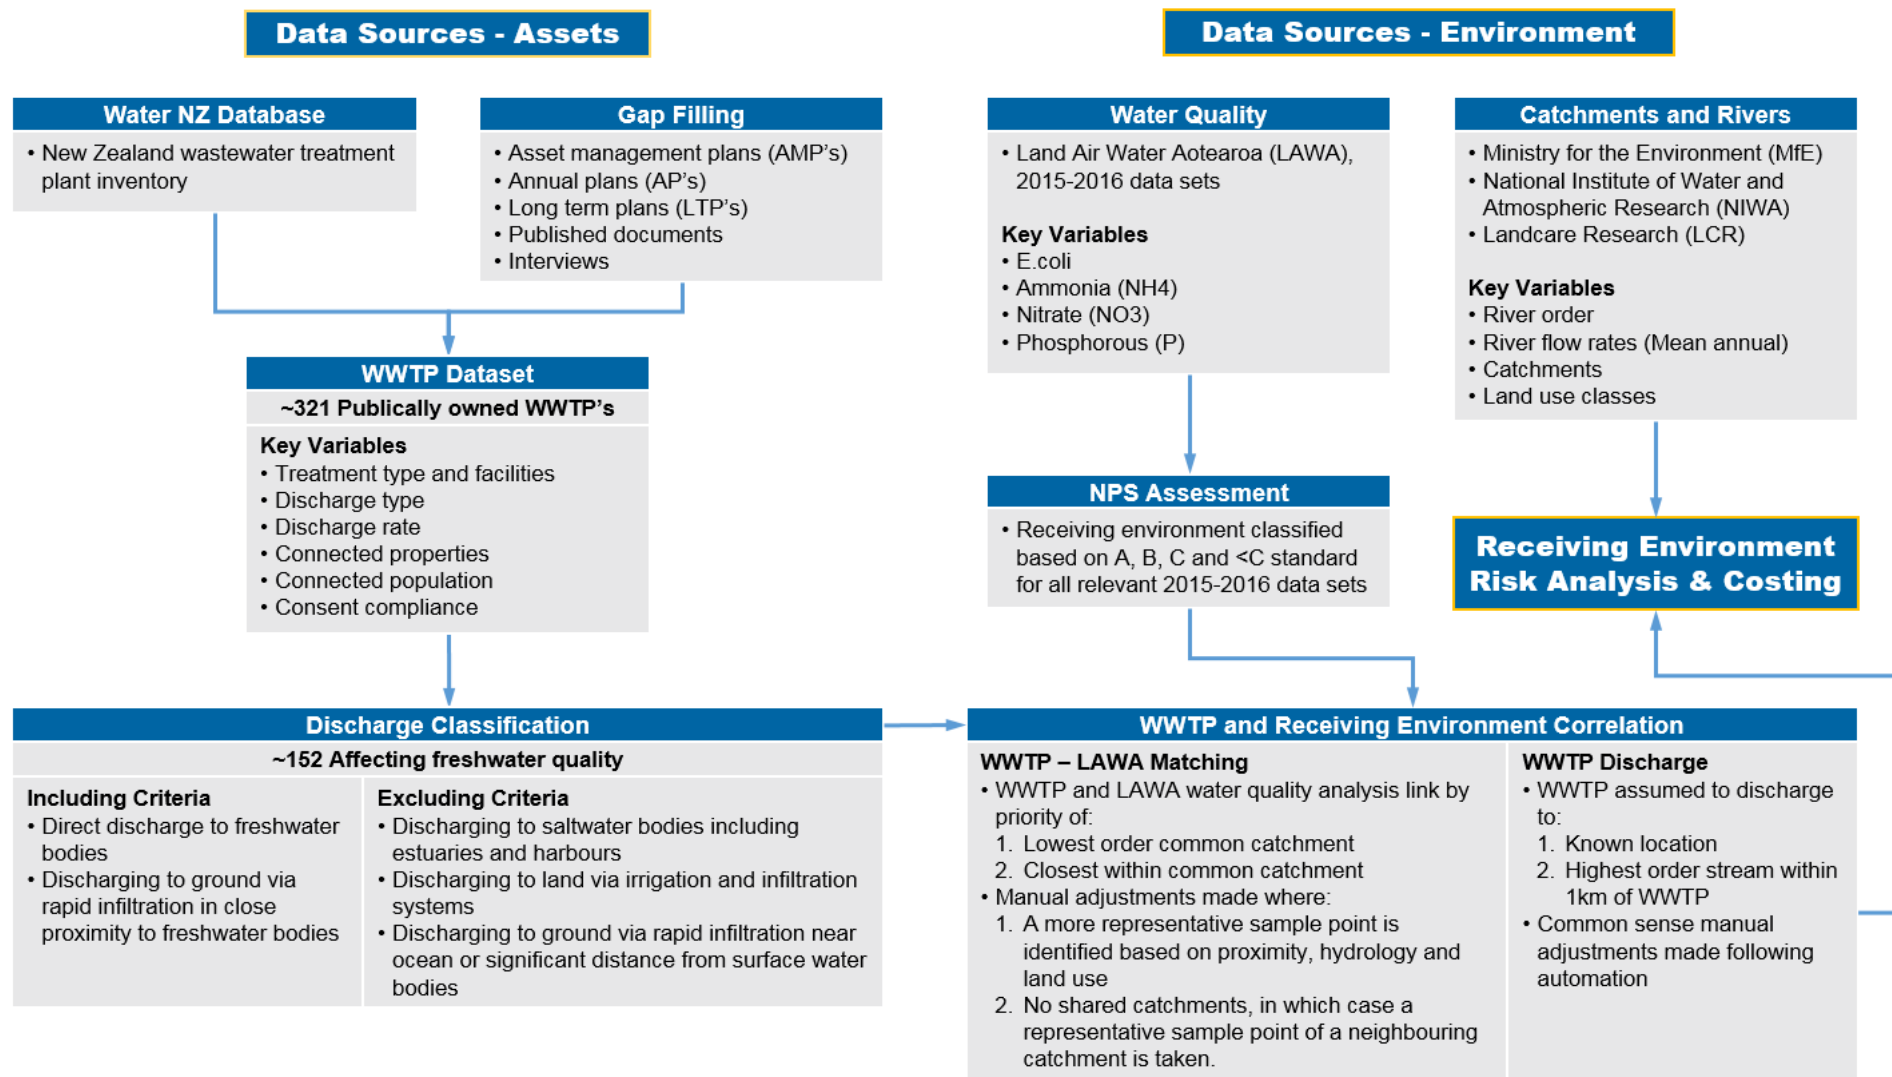 Data Sources - Assets
Data Sources - Environment
Water NZ Database
• New Zealand wastewater treatment
plant inventory
Gap Filling
• Asset management plans (AMP's)
• Annual plans (AP's)
• Long term plans (LTP's)
• Published documents
• Interviews
WWTP Dataset
~321 Publically owned WWTP's
Key Variables
• Treatment type and facilities
• Discharge type
• Discharge rate
• Connected properties
• Connected population
• Consent compliance
Discharge Classification
~152 Affecting freshwater quality
Including Criteria
• Direct discharge to freshwater
bodies
• Discharging to ground via
rapid infiltration in close
proximity to freshwater bodies
Excluding Criteria
• Discharging to saltwater bodies including
estuaries and harbours
• Discharging to land via irrigation and infiltration
systems
• Discharging to ground via rapid infiltration near
ocean or significant distance from surface water
bodies
Water Quality
• Land Air Water Aotearoa (LAWA),
2015-2016 data sets
Key Variables
• E.coli
• Ammonia (NH4)
• Nitrate (NO3)
• Phosphorous (P)
NPS Assessment
• Receiving environment classified
based on A, B, C and <C standard
for all relevant 2015-2016 data sets
Catchments and Rivers
• Ministry for the Environment (MfE)
• National Institute of Water and
Atmospheric Research (NIWA)
• Landcare Research (LCR)
Key Variables
• River order
• River flow rates (Mean annual)
• Catchments
• Land use classes
Receiving Environment
Risk Analysis & Costing
WWTP and Receiving Environment Correlation
WWTP – LAWA Matching
• WWTP and LAWA water quality analysis link by
priority of:
1. Lowest order common catchment
2. Closest within common catchment
• Manual adjustments made where:
1. A more representative sample point is
identified based on proximity, hydrology and
land use
2. No shared catchments, in which case a
representative sample point of a neighbouring
catchment is taken.
WWTP Discharge
• WWTP assumed to discharge
to:
1. Known location
2. Highest order stream within
1km of WWTP
• Common sense manual
adjustments made following
automation